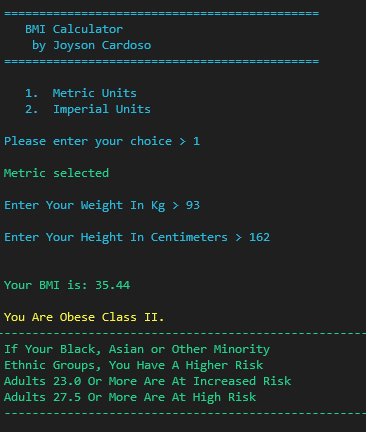 =============================================
BMI Calculator
by Joyson Cardoso
=============================================
1. Metric Units
2. Imperial Units
Please enter your choice > 1
Metric selected
Enter Your Weight In Kg > 93
Enter Your Height In Centimeters > 162
Your BMI is: 35.44
You Are Obese Class II.
----------------------------------------------------
If Your Black, Asian or Other Minority
Ethnic Groups, You Have A Higher Risk
Adults 23.0 Or More Are At Increased Risk
Adults 27.5 Or More Are At High Risk
----------------------------------------------------